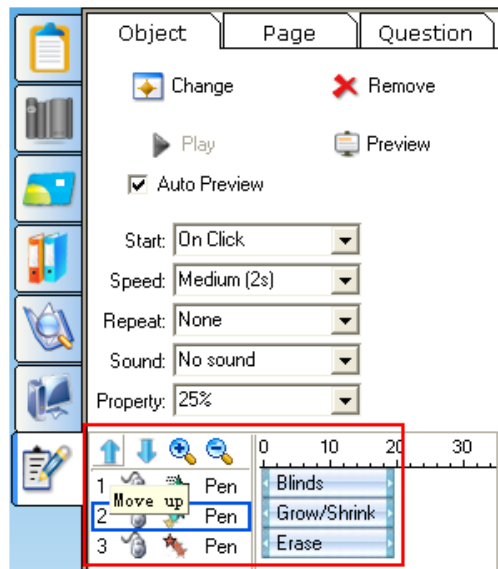 Object Page Question
Change Remove
Play Preview
Auto Preview
Start: On Click
Speed: Medium (2s)
Repeat: None
Sound: No sound
Property: 25%
0 10 20 30
1 Pen Blinds
Move up
2 Pen Grow/Shrink
3 Pen Erase